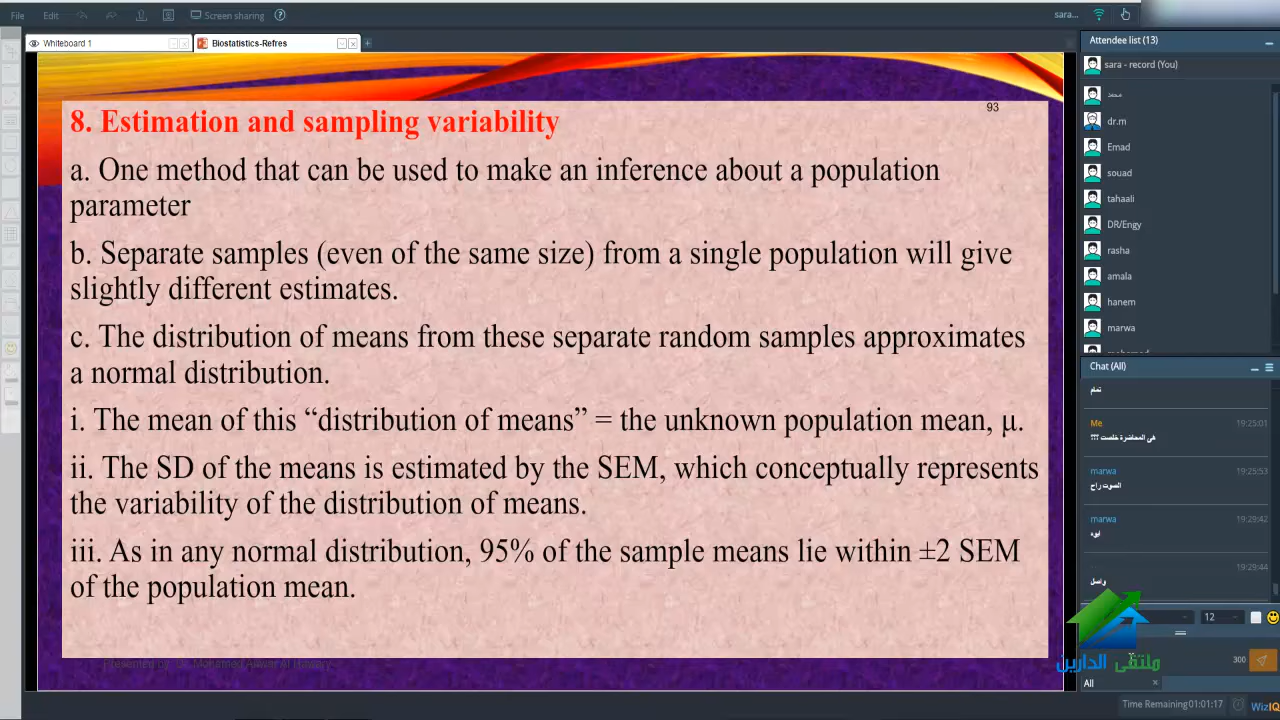 File Edit Screen sharing ?
sara...
Whiteboard 1 Biostatistics-Refres
Attendee list (13)
sara - record (You)
محمد
dr.m
Emad
souad
tahaali
DR/Engy
rasha
amala
hanem
marwa
93
8. Estimation and sampling variability
a. One method that can be used to make an inference about a population
parameter
b. Separate samples (even of the same size) from a single population will give
slightly different estimates.
c. The distribution of means from these separate random samples approximates
a normal distribution.
i. The mean of this “distribution of means” = the unknown population mean, μ.
ii. The SD of the means is estimated by the SEM, which conceptually represents
the variability of the distribution of means.
iii. As in any normal distribution, 95% of the sample means lie within ±2 SEM
of the population mean.
Presented by: Dr. Mohamed
Chat (All)
تمام
Me 19:25:01
هى المحاضرة خلصت ؟؟؟
marwa 19:25:53
الصوت راح
marwa 19:29:42
ايوه
19:29:44
واصل
12
ملتقى الدارين
300
All
Time Remaining 01:01:17
WizIQ